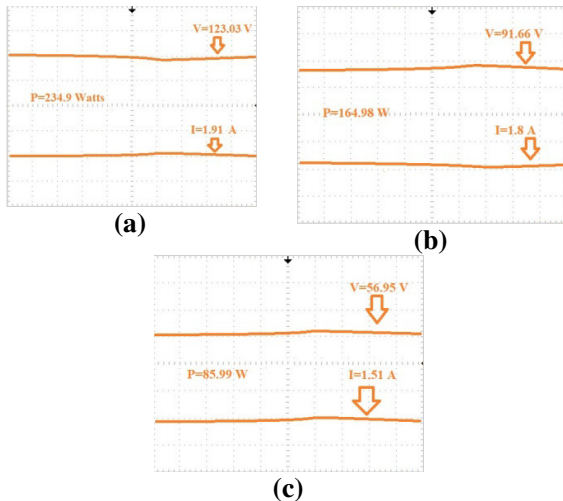 V=123.03 V
P=234.9 Watts
I=1.91 A
(a)
V=91.66 V
P=164.98 W
I=1.8 A
(b)
V=56.95 V
P=85.99 W
I=1.51 A
(c)